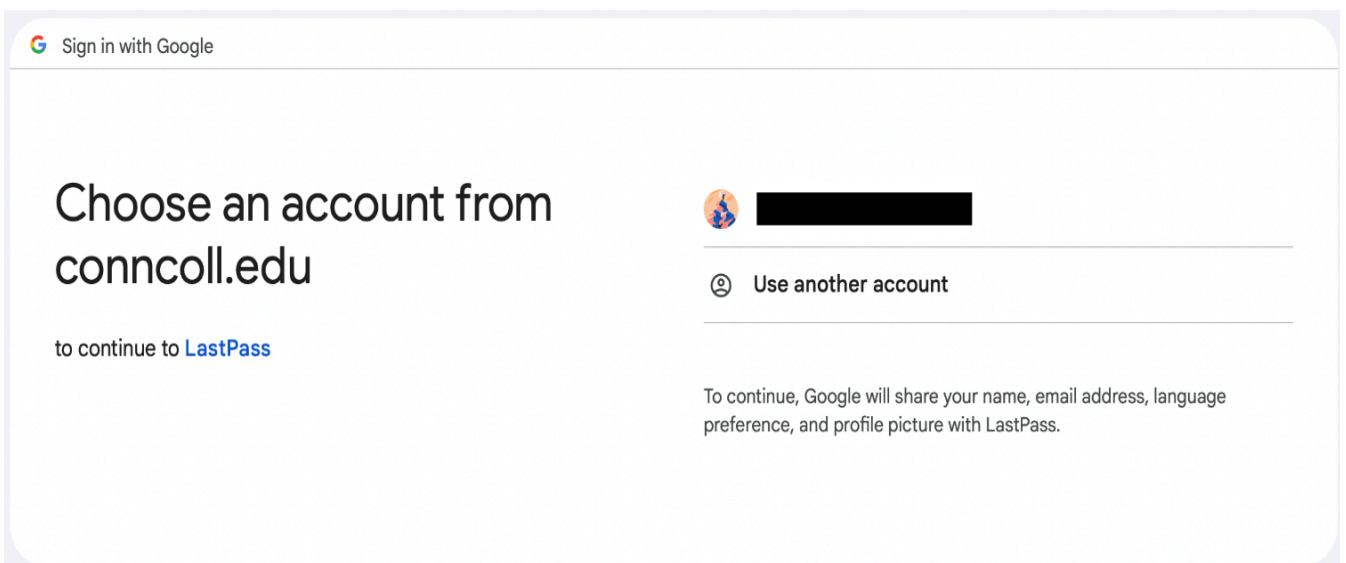 Sign in with Google
Choose an account from
conncoll.edu
to continue to LastPass
Use another account
To continue, Google will share your name, email address, language
preference, and profile picture with LastPass.